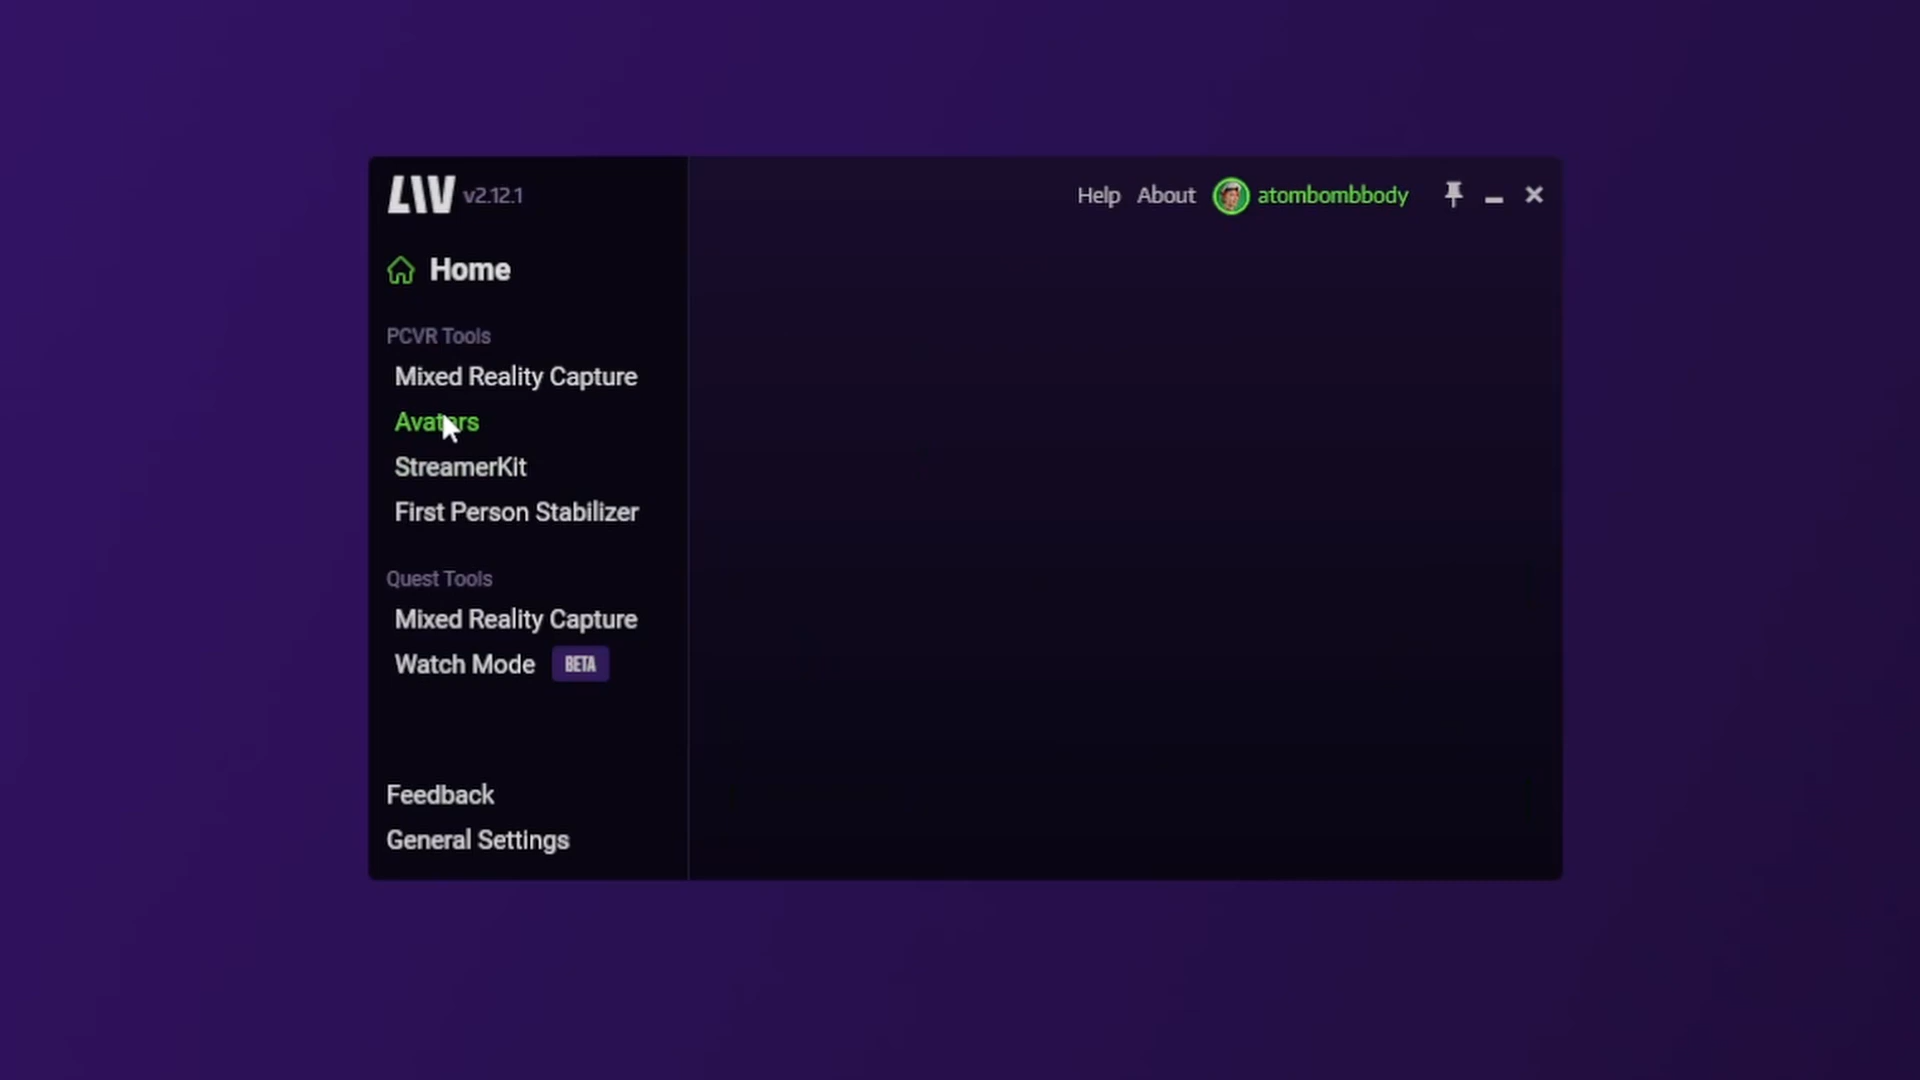 LIV v2.12.1
Help About atombombbody
Home
PCVR Tools
Mixed Reality Capture
Avatars
StreamerKit
First Person Stabilizer
Quest Tools
Mixed Reality Capture
Watch Mode BETA
Feedback
General Settings